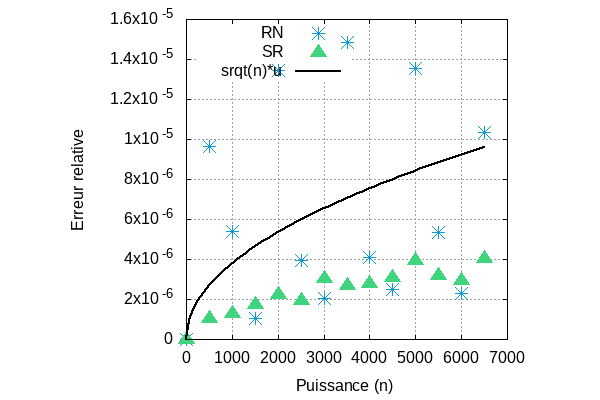 1.6x10^-5
1.4x10^-5
1.2x10^-5
1x10^-5
8x10^-6
6x10^-6
4x10^-6
2x10^-6
0
Erreur relative
RN
SR
srqt(n)*u
0 1000 2000 3000 4000 5000 6000 7000
Puissance (n)